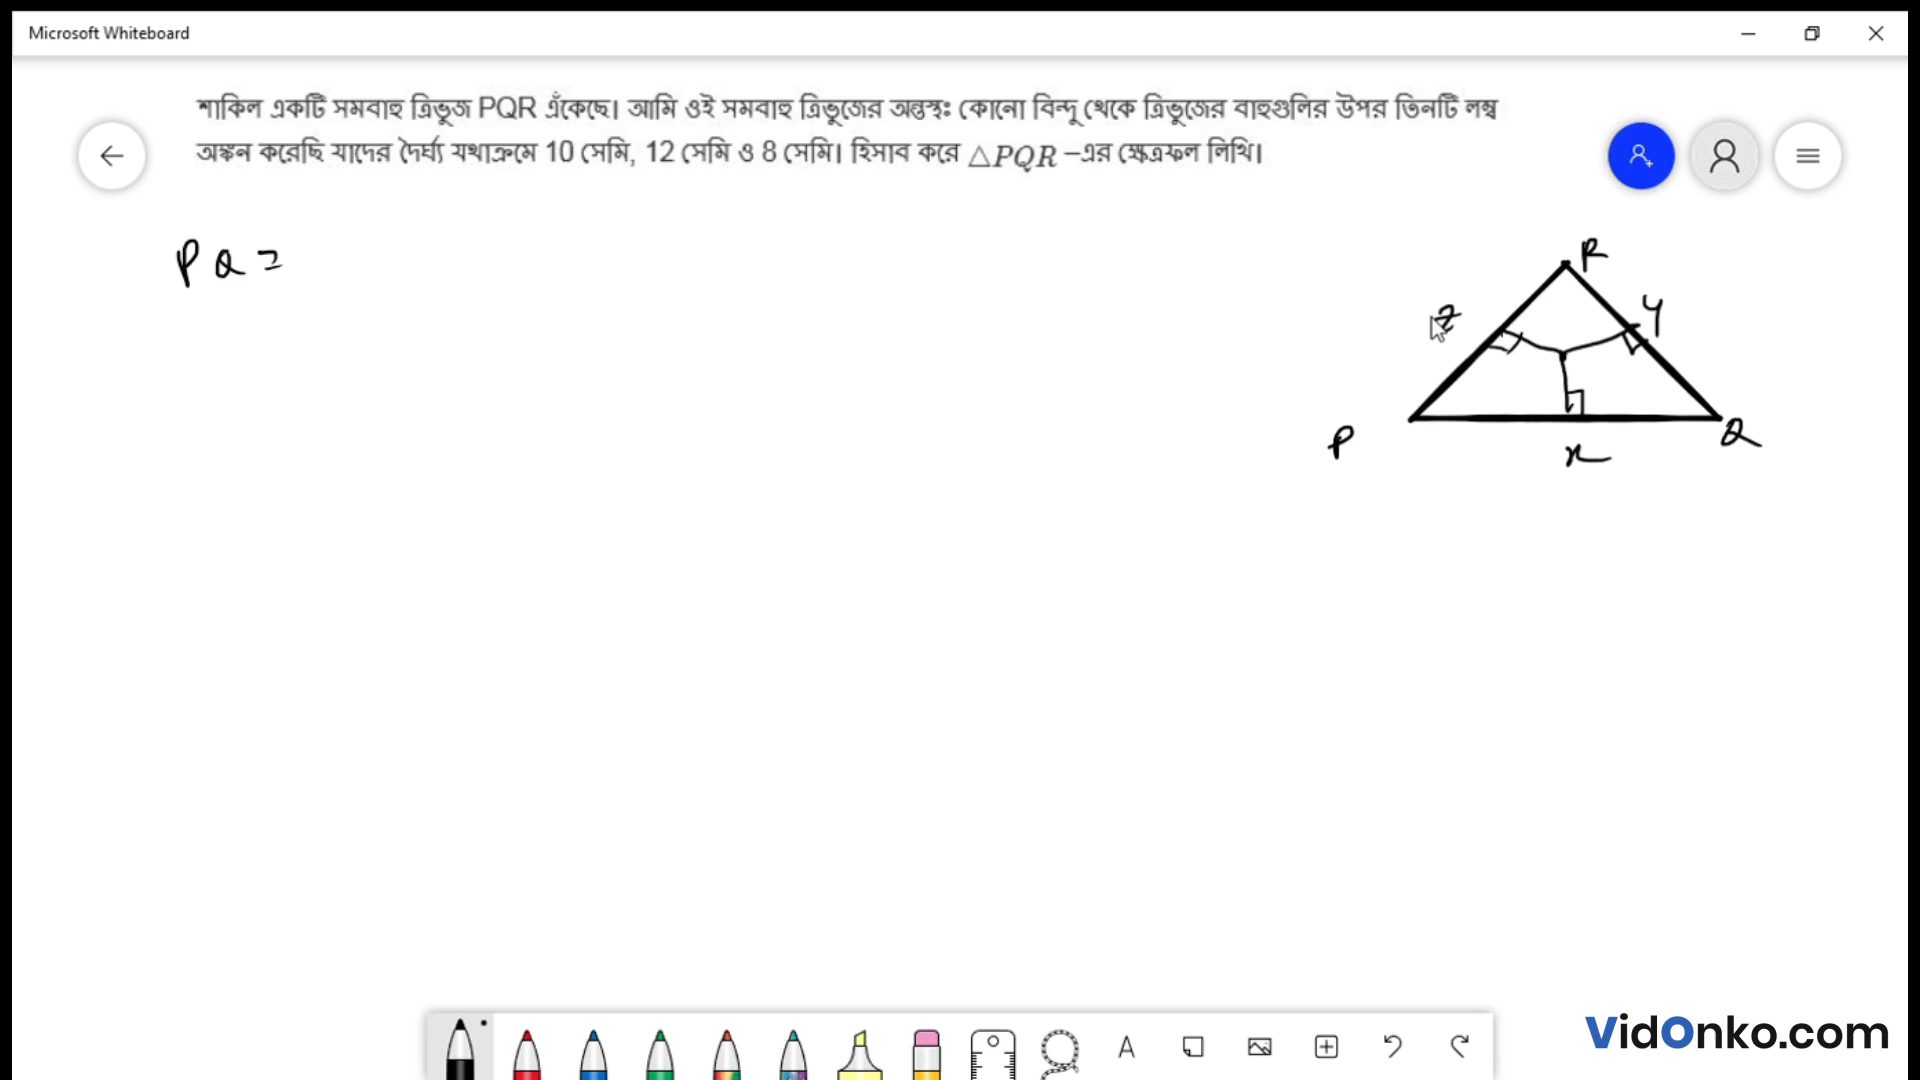 Microsoft Whiteboard
শাকিল একটি সমবাহু ত্রিভুজ PQR এঁকেছে। আমি ওই সমবাহু ত্রিভুজের অন্তস্থঃ কোনো বিন্দু থেকে ত্রিভুজের বাহুগুলির উপর তিনটি লম্ব
অঙ্কন করেছি যাদের দৈর্ঘ্য যথাক্রমে 10 সেমি, 12 সেমি ও 8 সেমি। হিসাব করে △PQR –এর ক্ষেত্রফল লিখি।
PQ =
R
z
y
P
Q
x
A
VidOnko.com